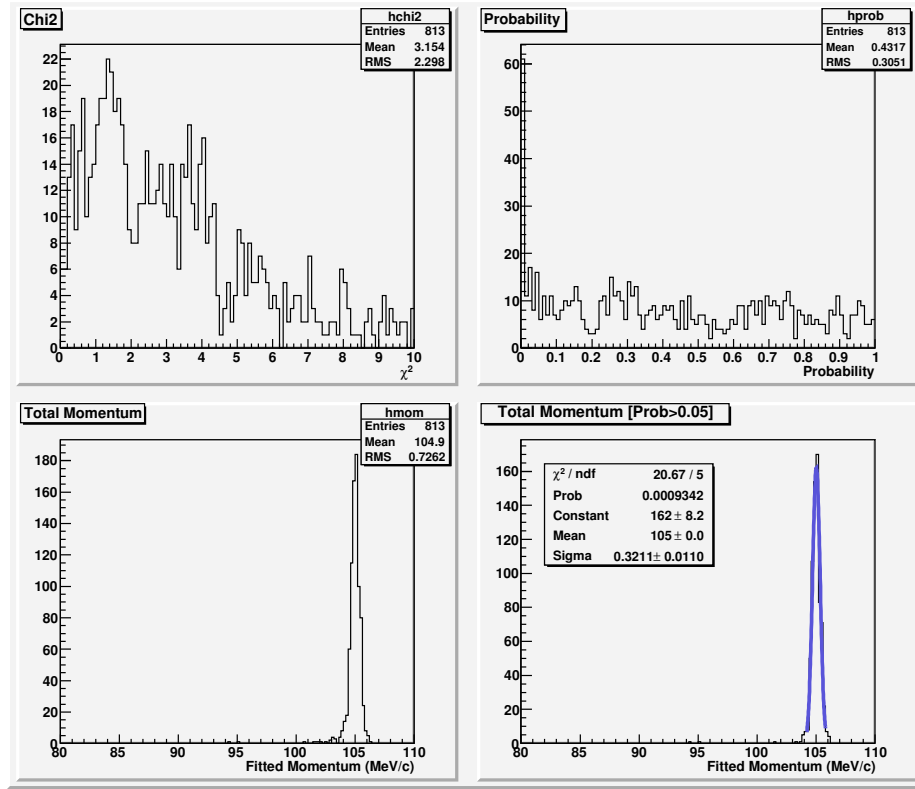 Chi2
hchi2
Entries 813
Mean 3.154
RMS 2.298
22
20
18
16
14
12
10
8
6
4
2
0
0 1 2 3 4 5 6 7 8 9 10
χ²
Probability
hprob
Entries 813
Mean 0.4317
RMS 0.3051
60
50
40
30
20
10
0
0 0.1 0.2 0.3 0.4 0.5 0.6 0.7 0.8 0.9 1
Probability
Total Momentum
hmom
Entries 813
Mean 104.9
RMS 0.7262
180
160
140
120
100
80
60
40
20
0
80 85 90 95 100 105 110
Fitted Momentum (MeV/c)
Total Momentum [Prob>0.05]
χ² / ndf 20.67 / 5
Prob 0.0009342
Constant 162 ± 8.2
Mean 105 ± 0.0
Sigma 0.3211 ± 0.0110
160
140
120
100
80
60
40
20
0
80 85 90 95 100 105 110
Fitted Momentum (MeV/c)